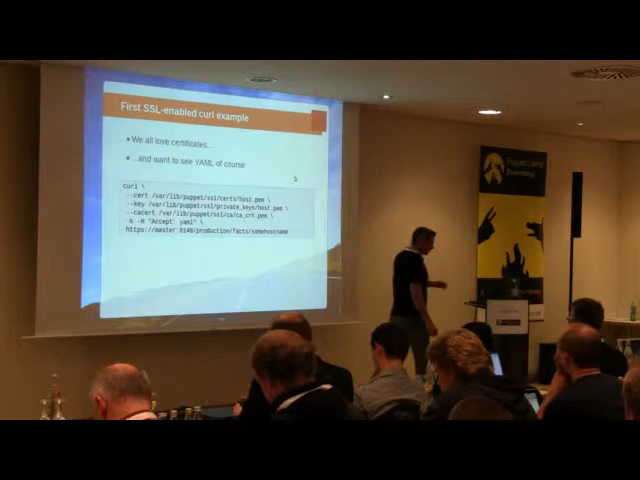 First SSL-enabled curl example
We all love certificates...
...and want to see YAML of course
curl \
--cert /var/lib/puppet/ssl/certs/host.pem \
--key /var/lib/puppet/ssl/private_keys/host.pem \
--cacert /var/lib/puppet/ssl/ca/ca_crt.pem \
-k -H "Accept: yaml" \
https://master:8140/production/facts/somehostname
Puppet Camp